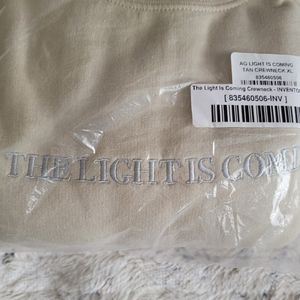 AG LIGHT IS COMING
TAN CREWNECK XL
835460506
The Light Is Coming Crewneck - INVENTO
[ 835460506-INV ]
THE LIGHT IS COMI